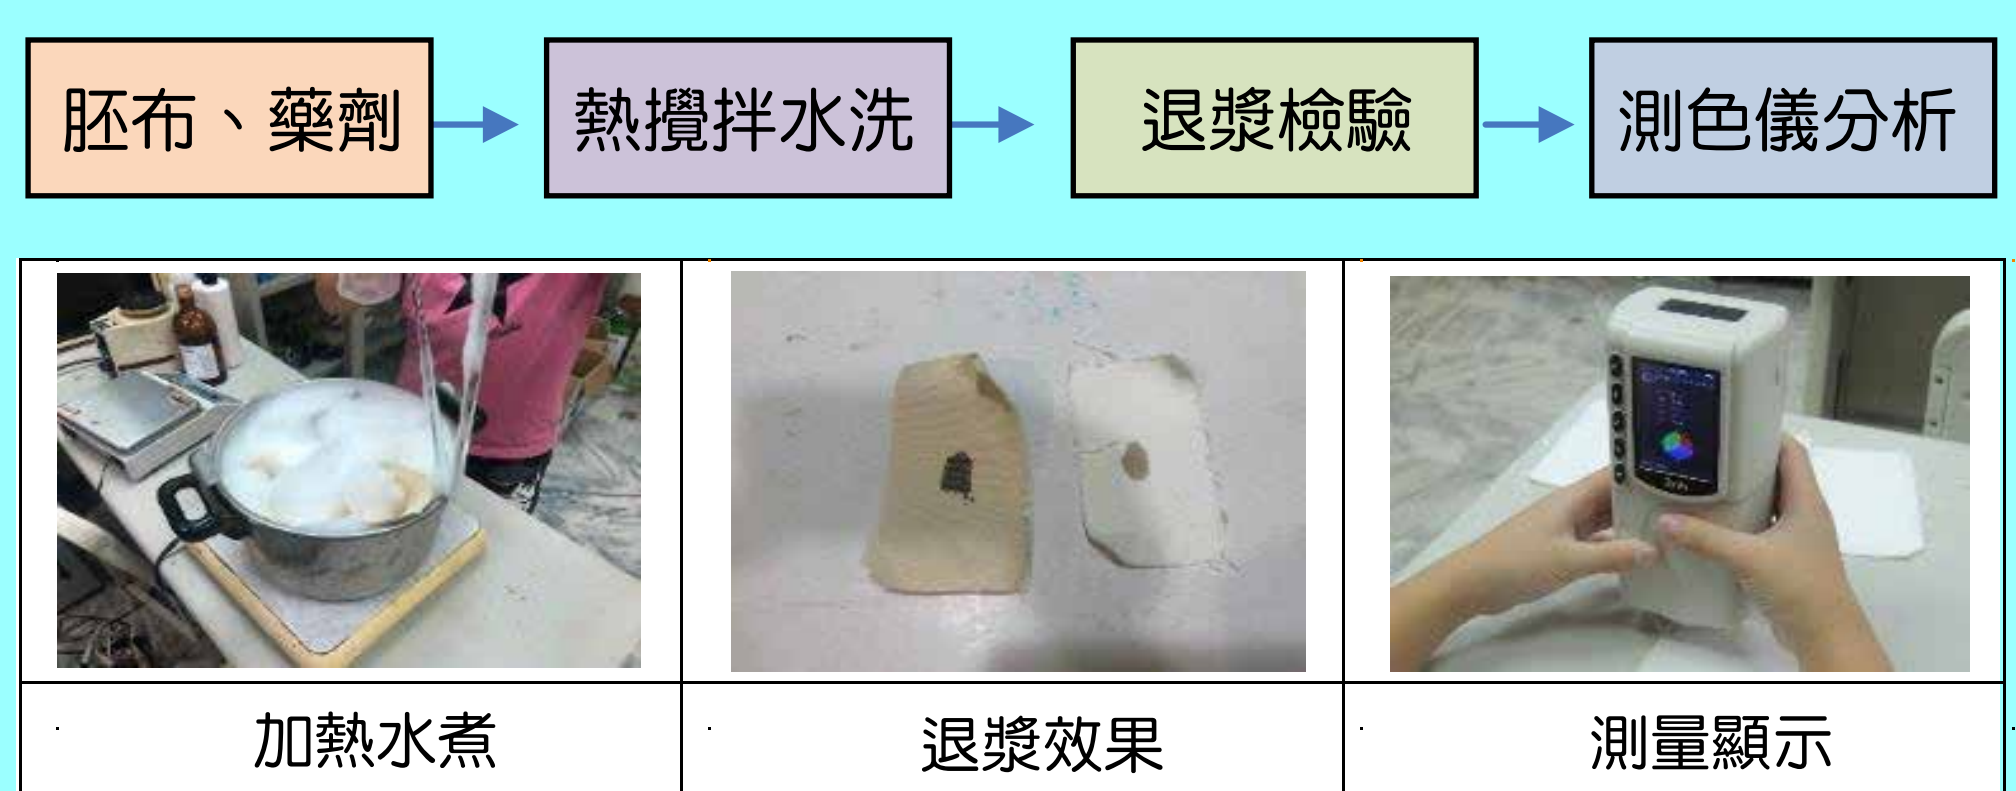 胚布、藥劑
熱攪拌水洗
退漿檢驗
測色儀分析
加熱水煮
退漿效果
測量顯示